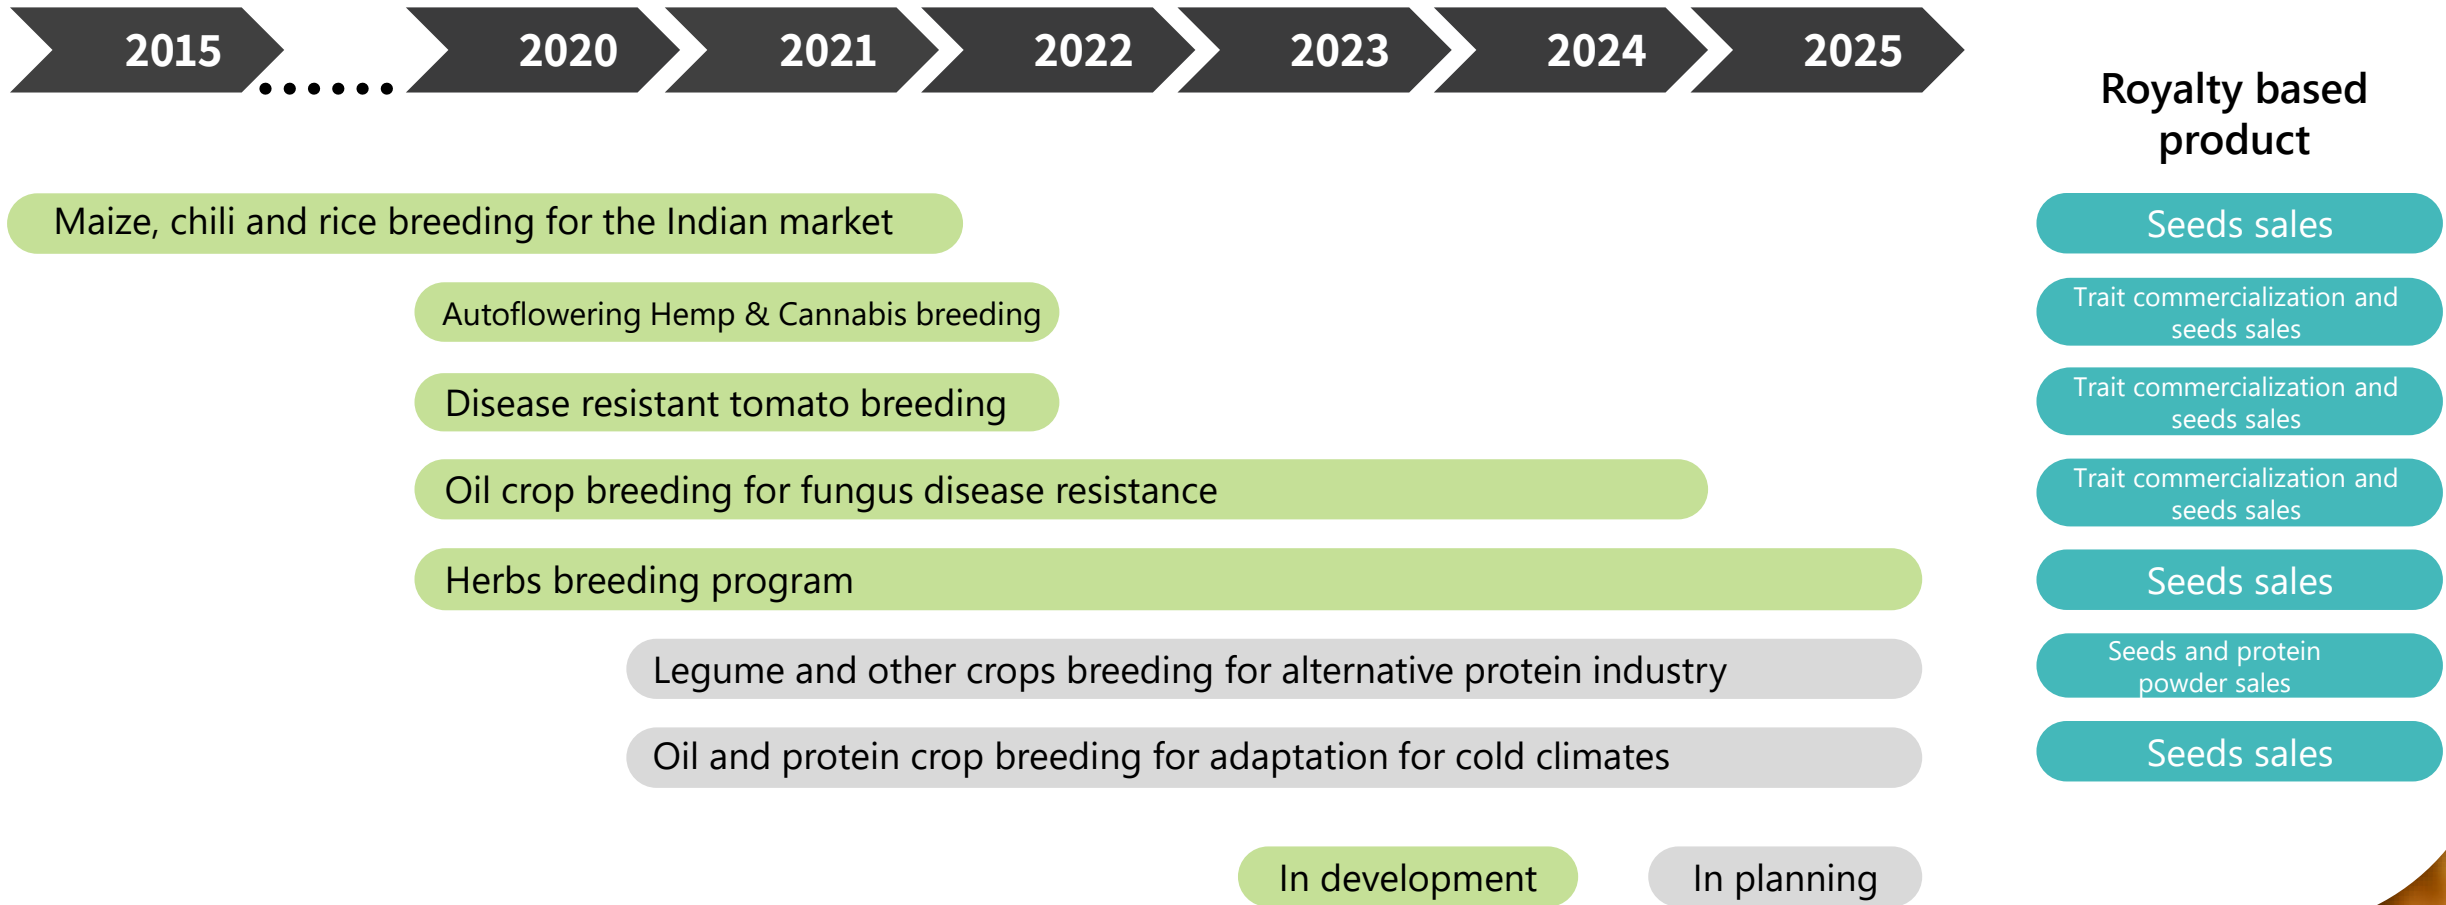 2015
2020
2021
2022
2023
2024
2025
Royalty based
product
Maize, chili and rice breeding for the Indian market
Seeds sales
Autoflowering Hemp & Cannabis breeding
Trait commercialization and
seeds sales
Disease resistant tomato breeding
Trait commercialization and
seeds sales
Oil crop breeding for fungus disease resistance
Trait commercialization and
seeds sales
Herbs breeding program
Seeds sales
Legume and other crops breeding for alternative protein industry
Seeds and protein
powder sales
Oil and protein crop breeding for adaptation for cold climates
Seeds sales
In development
In planning